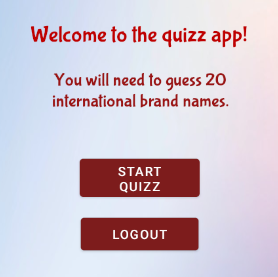 Welcome to the quizz app!
You will need to guess 20
international brand names.
START
QUIZZ
LOGOUT